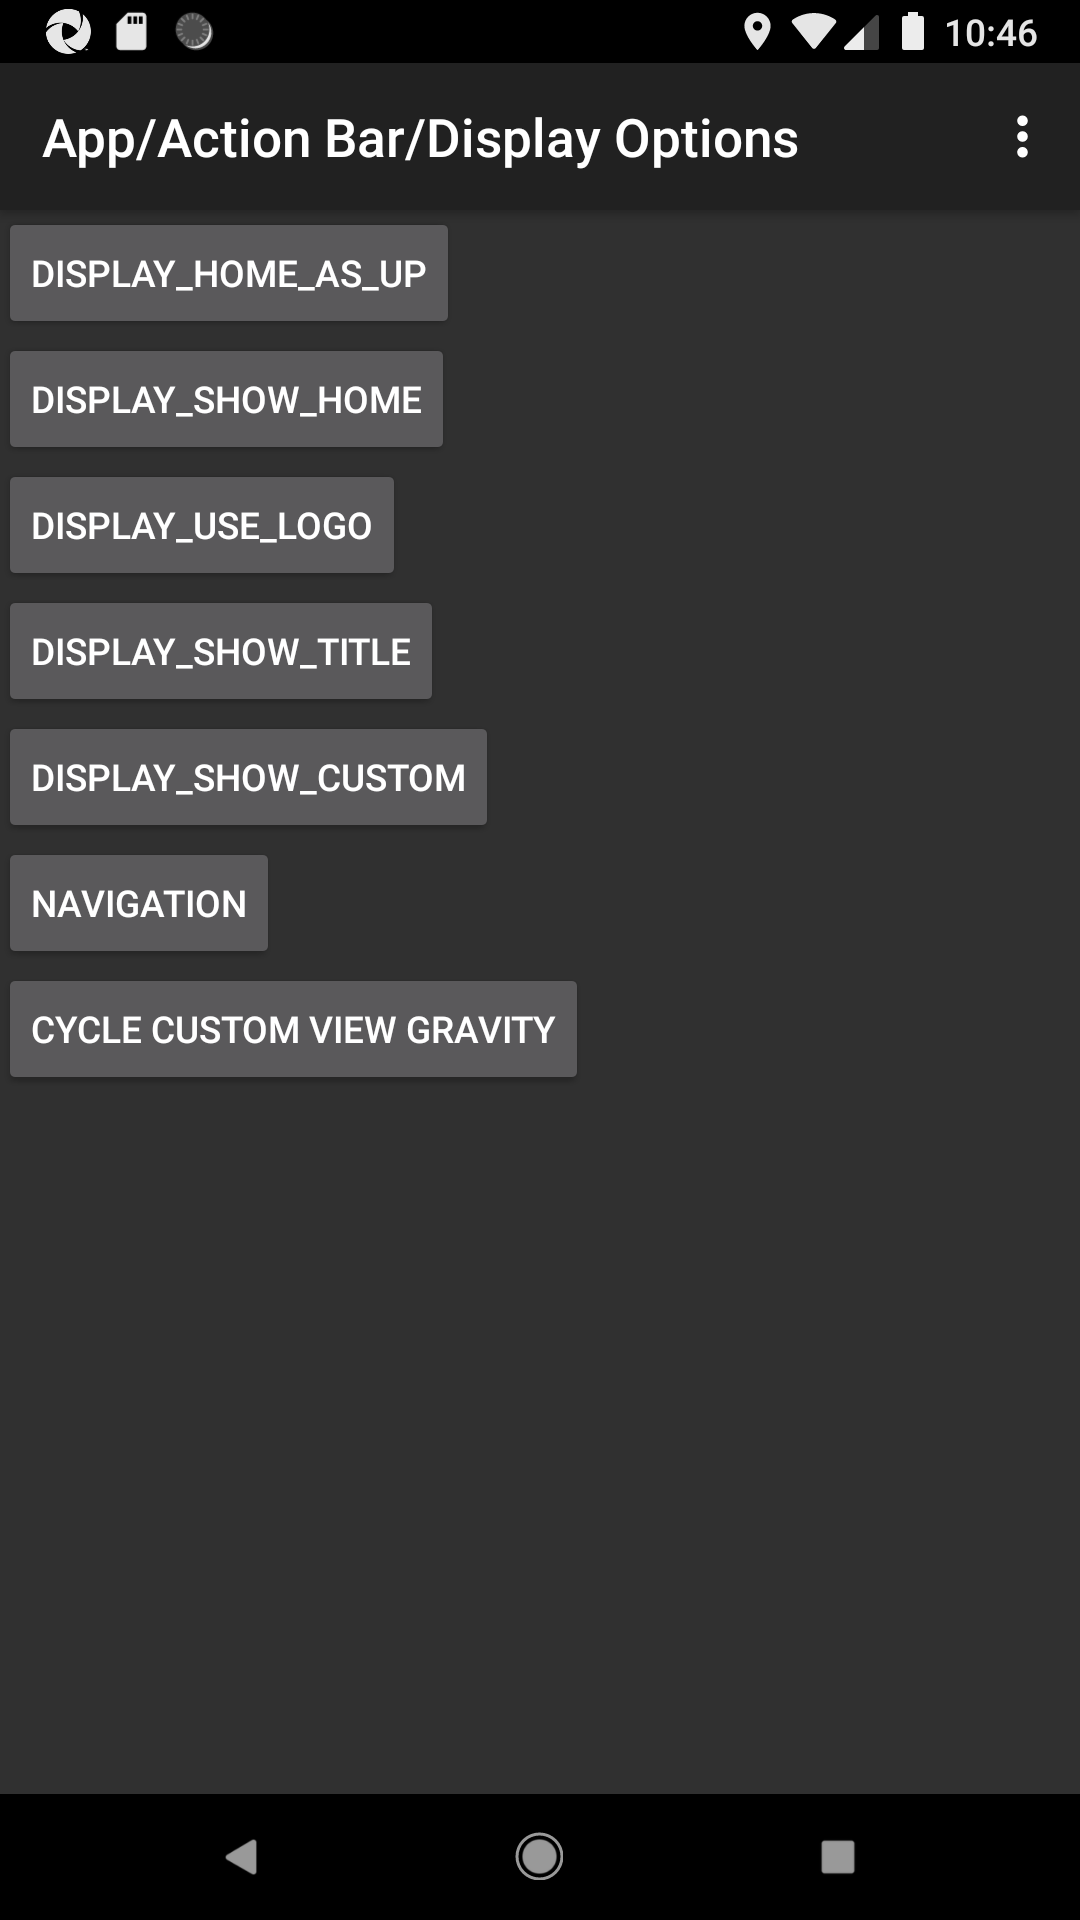 10:46
App/Action Bar/Display Options
DISPLAY_HOME_AS_UP
DISPLAY_SHOW_HOME
DISPLAY_USE_LOGO
DISPLAY_SHOW_TITLE
DISPLAY_SHOW_CUSTOM
NAVIGATION
CYCLE CUSTOM VIEW GRAVITY